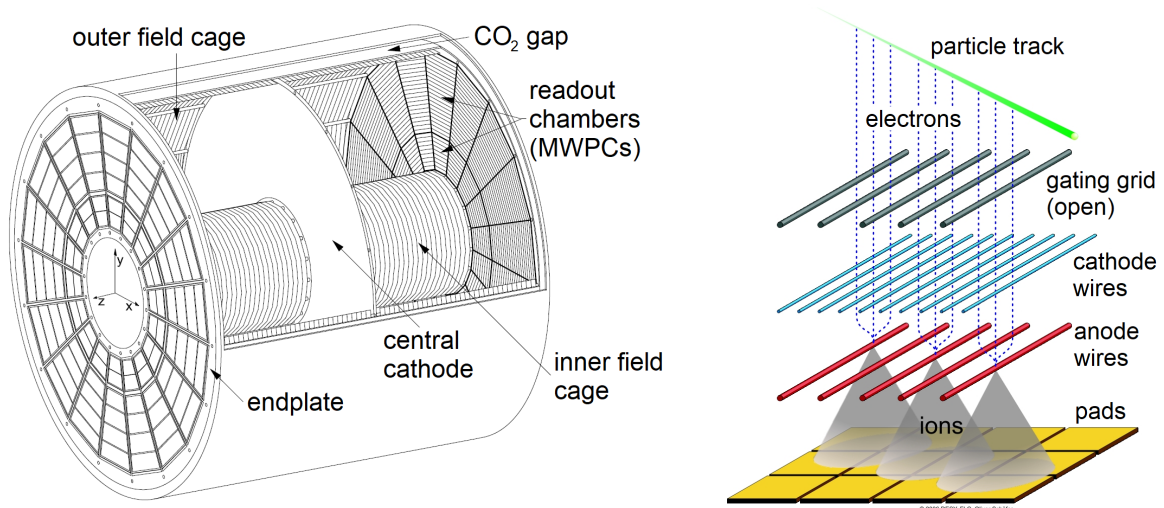 outer field cage
CO₂ gap
readout
chambers
(MWPCs)
y
z
x
central
cathode
inner field
cage
endplate
particle track
electrons
gating grid
(open)
cathode
wires
anode
wires
ions
pads